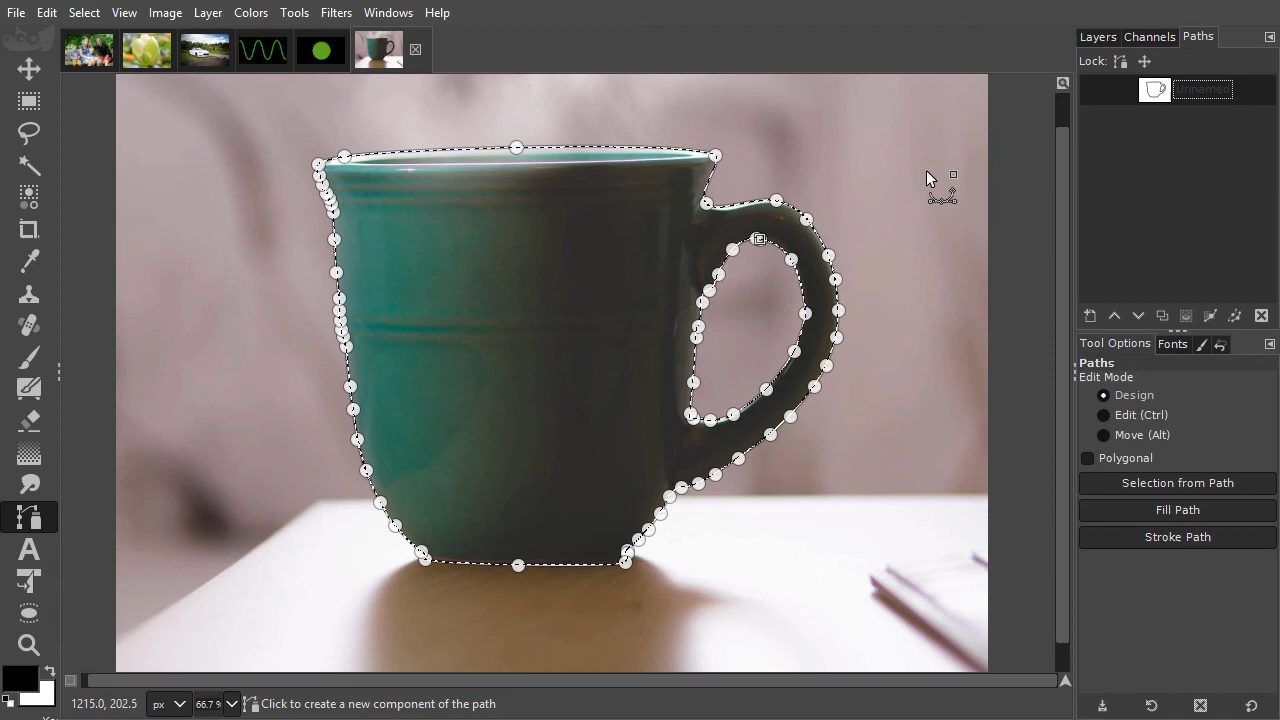 File Edit Select View Image Layer Colors Tools Filters Windows Help
Layers Channels Paths
Lock:
Unnamed
Tool Options Fonts
Paths
Edit Mode
Design
Edit (Ctrl)
Move (Alt)
Polygonal
Selection from Path
Fill Path
Stroke Path
1215.0, 202.5 px 66.7 % Click to create a new component of the path